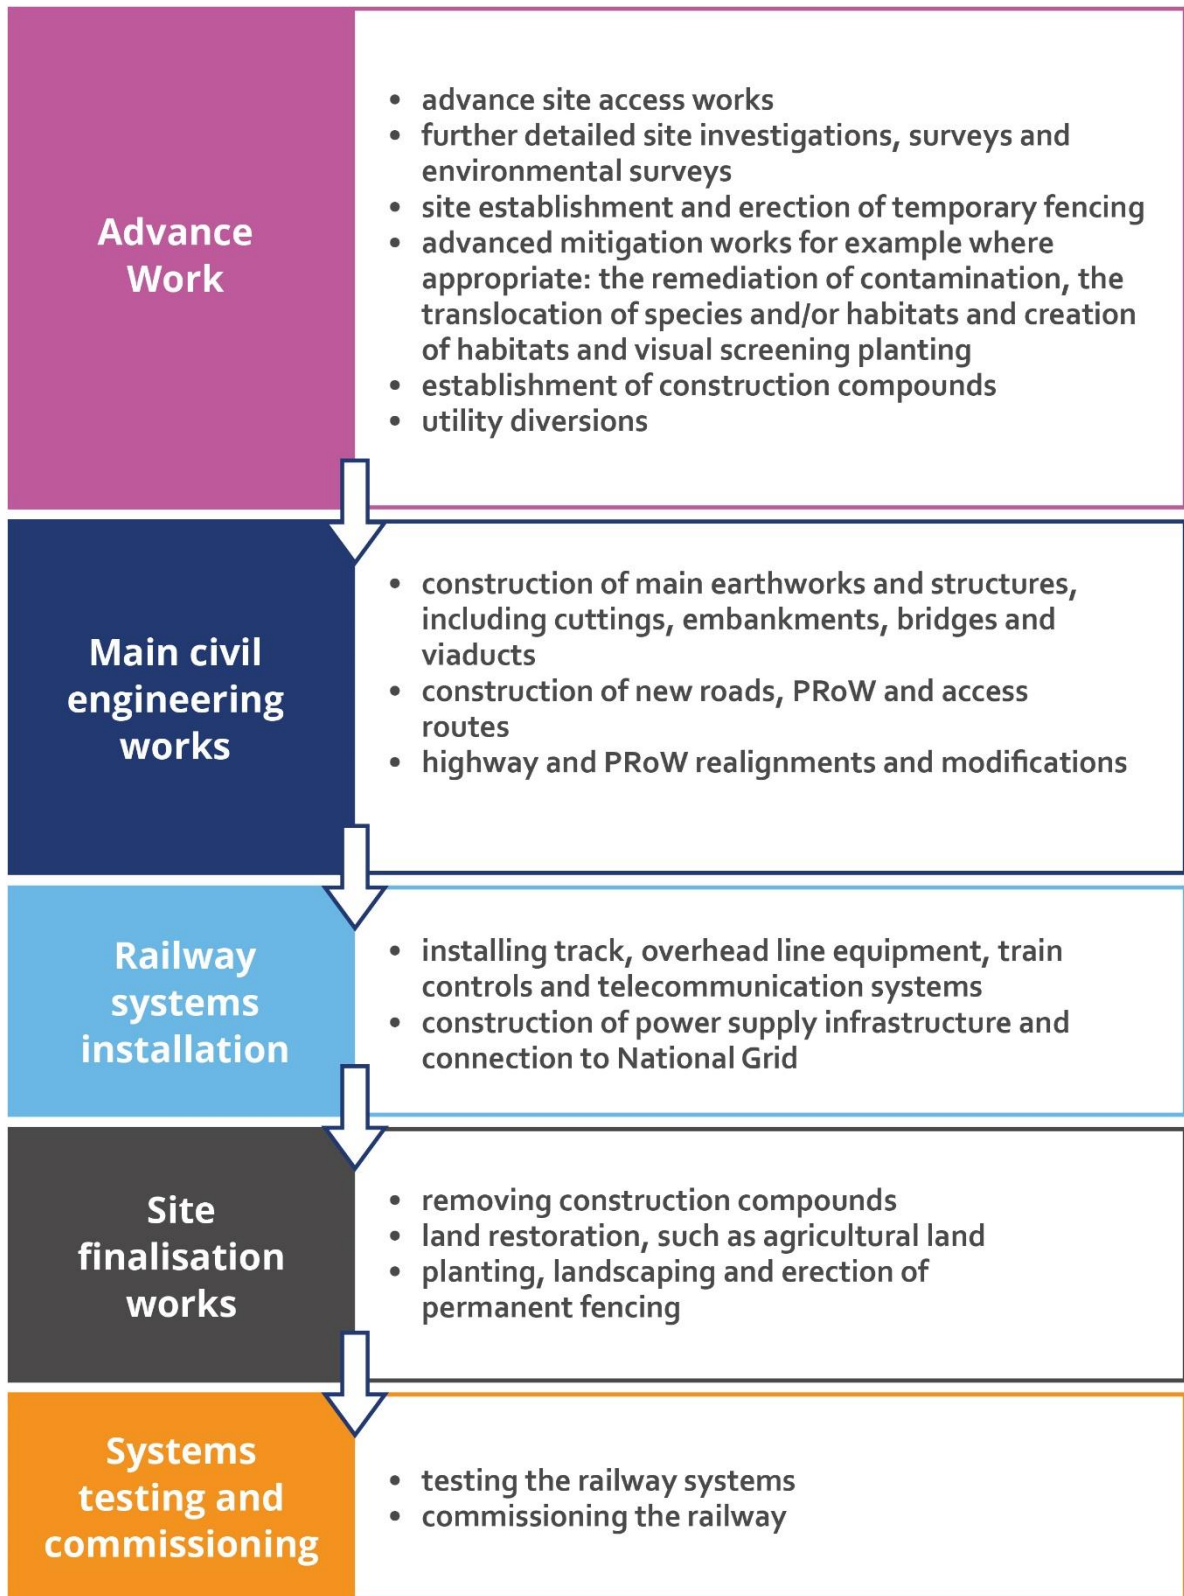 Advance
Work
• advance site access works
• further detailed site investigations, surveys and
environmental surveys
• site establishment and erection of temporary fencing
• advanced mitigation works for example where
appropriate: the remediation of contamination, the
translocation of species and/or habitats and creation
of habitats and visual screening planting
• establishment of construction compounds
• utility diversions
Main civil
engineering
works
• construction of main earthworks and structures,
including cuttings, embankments, bridges and
viaducts
• construction of new roads, PRoW and access
routes
• highway and PRoW realignments and modifications
Railway
systems
installation
• installing track, overhead line equipment, train
controls and telecommunication systems
• construction of power supply infrastructure and
connection to National Grid
Site
finalisation
works
• removing construction compounds
• land restoration, such as agricultural land
• planting, landscaping and erection of
permanent fencing
Systems
testing and
commissioning
• testing the railway systems
• commissioning the railway